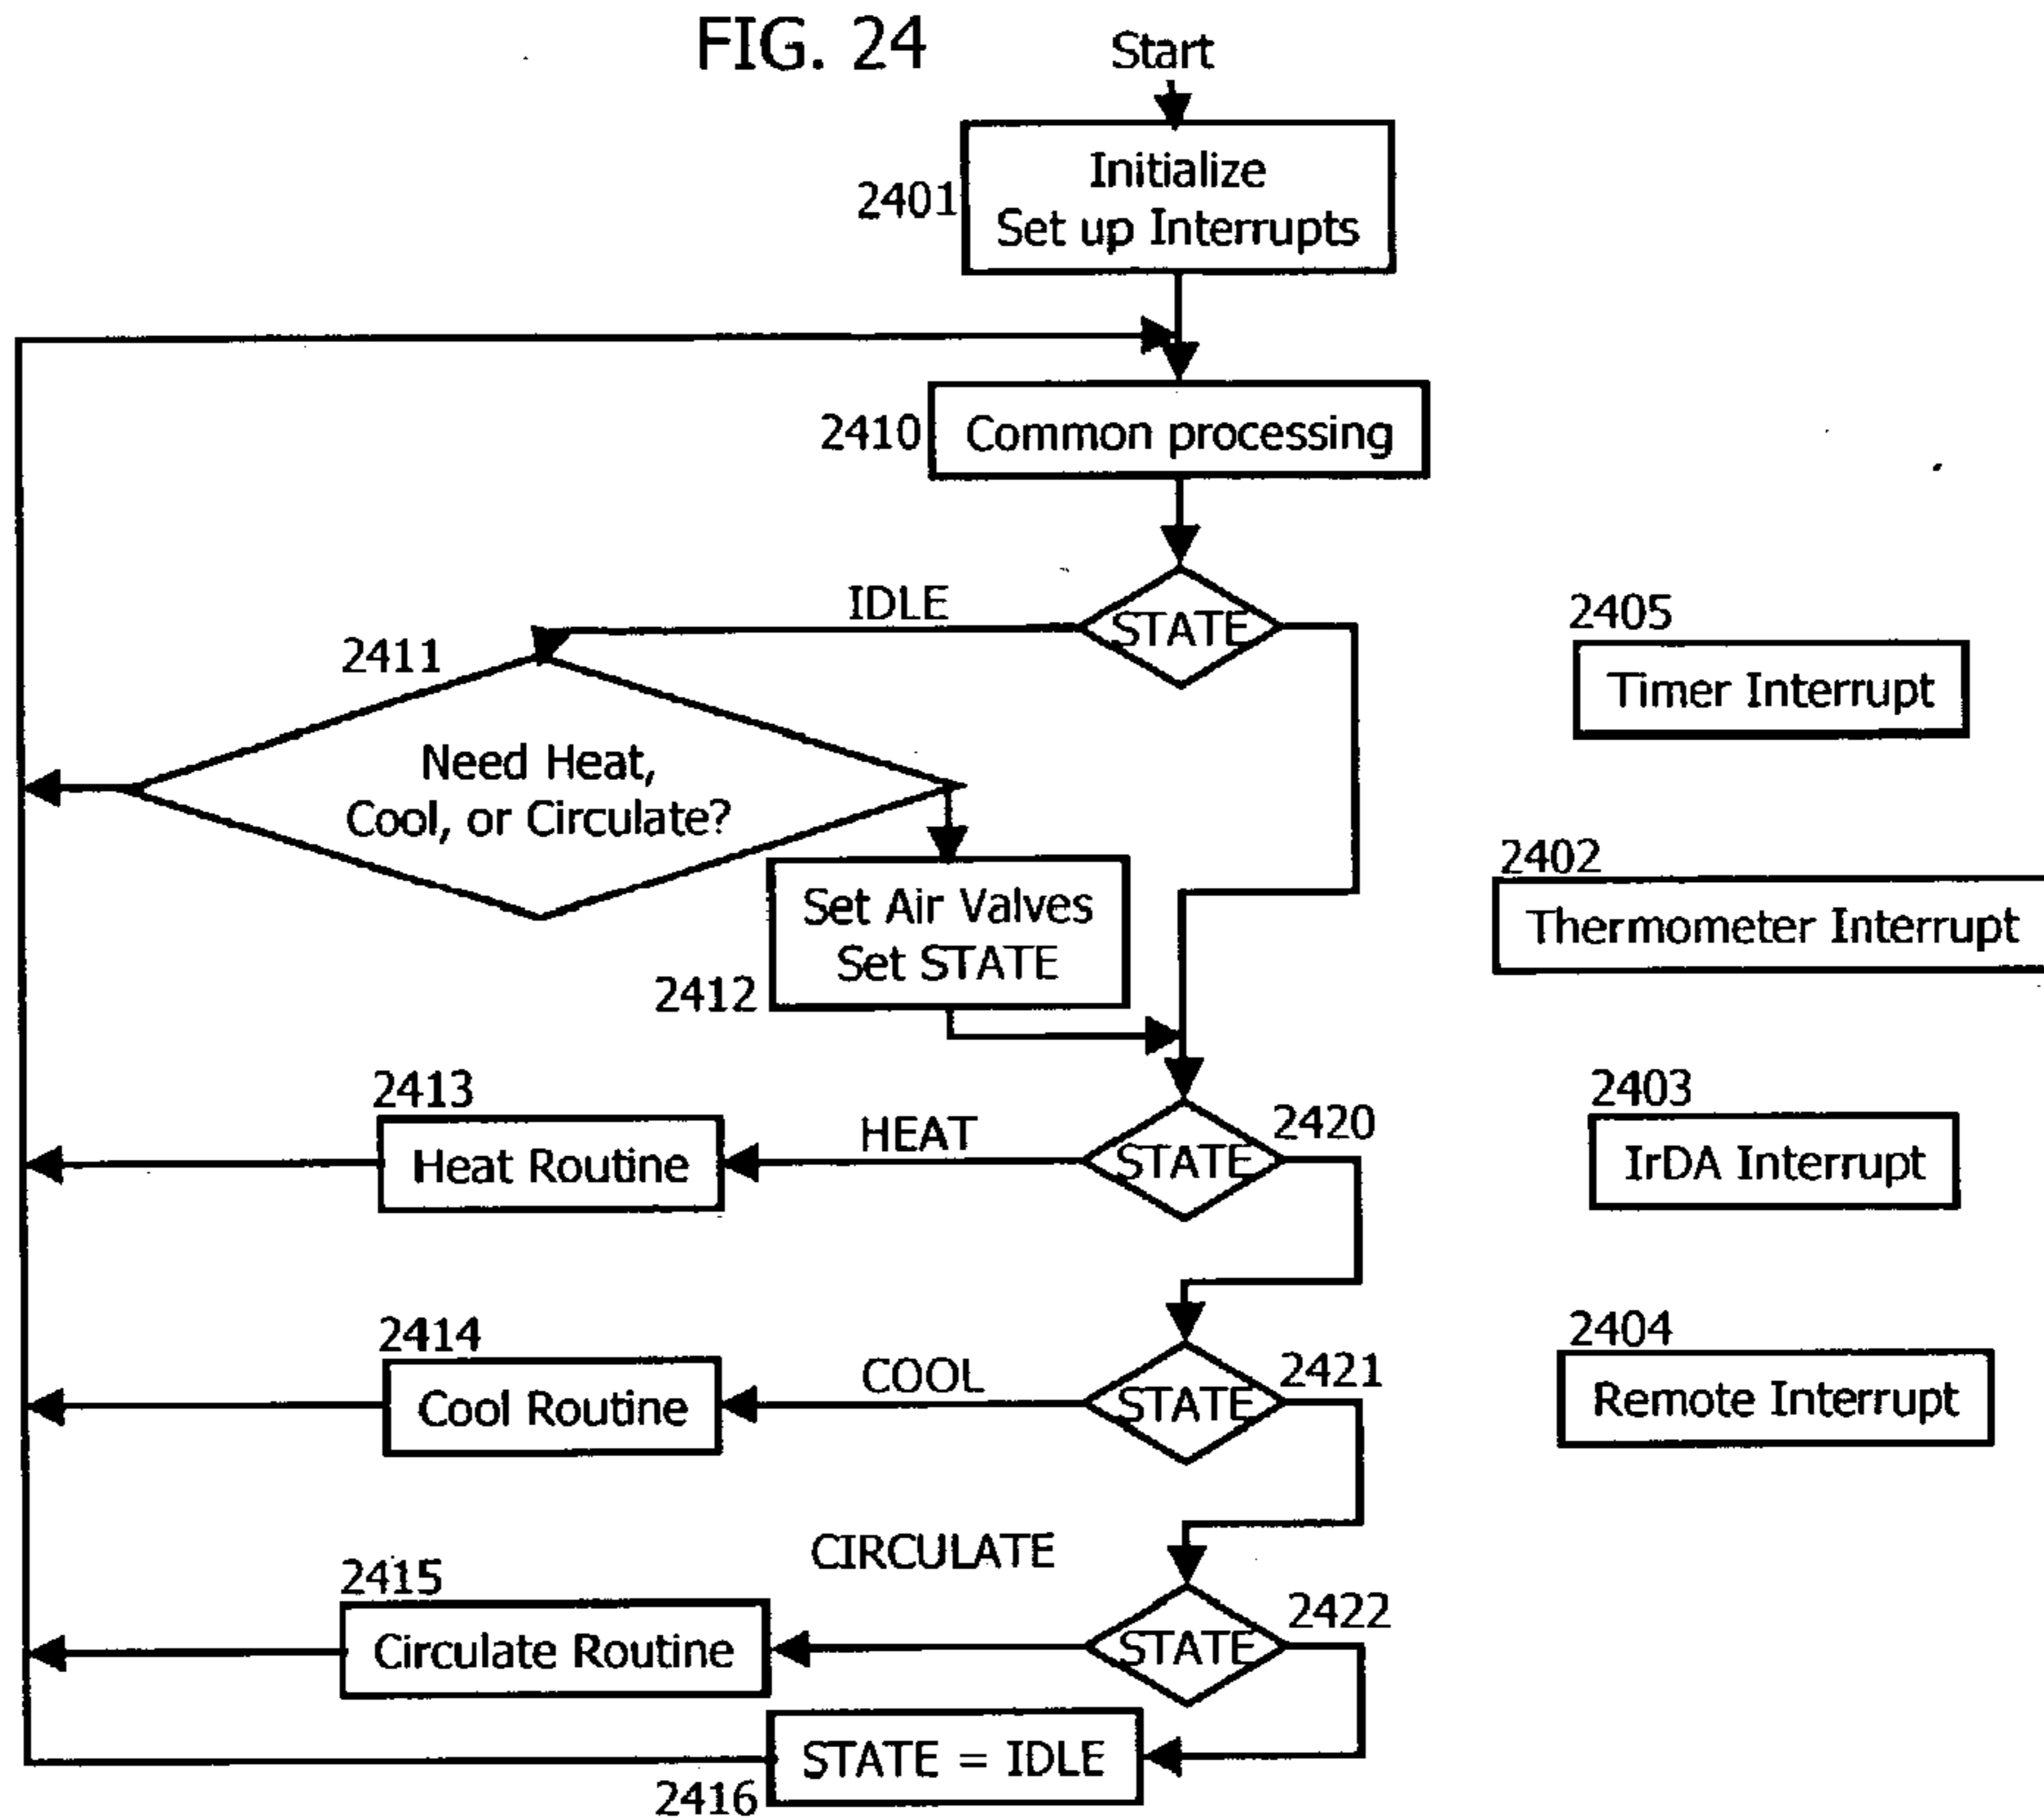 FIG. 24
Start
2401
Initialize
Set up Interrupts
2410
Common processing
IDLE
STATE
2411
Need Heat,
Cool, or Circulate?
2405
Timer Interrupt
2402
Thermometer Interrupt
Set Air Valves
Set STATE
2412
2413
Heat Routine
HEAT
STATE
2420
2403
IrDA Interrupt
2414
Cool Routine
COOL
STATE
2421
2404
Remote Interrupt
CIRCULATE
2415
Circulate Routine
STATE
2422
STATE = IDLE
2416